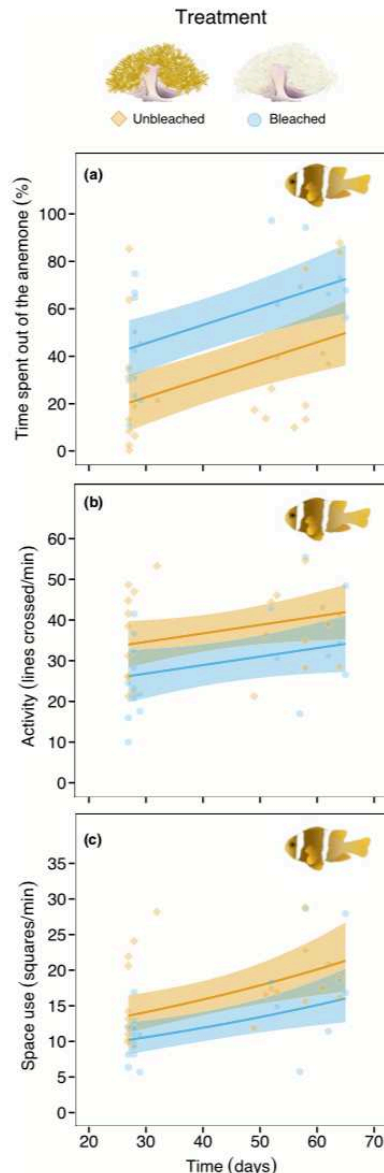 Treatment
Unbleached
Bleached
(a)
Time spent out of the anemone (%)
100
80
60
40
20
0
(b)
Activity (lines crossed/min)
60
50
40
30
20
10
0
(c)
Space use (squares/min)
35
30
25
20
15
10
5
0
20 30 40 50 60 70
Time (days)